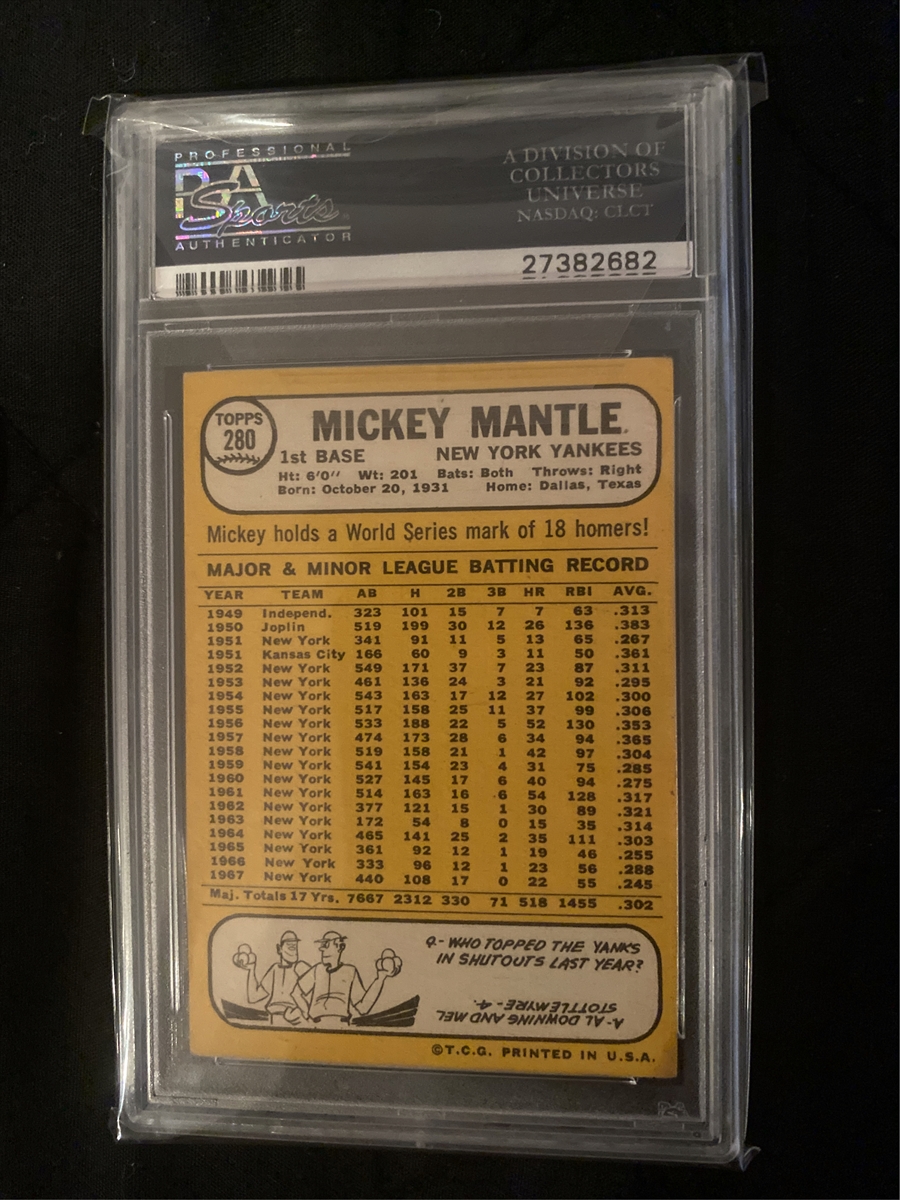 PROFESSIONAL
PSA
Sports
AUTHENTICATOR
A DIVISION OF
COLLECTORS
UNIVERSE
NASDAQ: CLCT
27382682
TOPPS
280
MICKEY MANTLE
1st BASE NEW YORK YANKEES
Ht: 6'0" Wt: 201 Bats: Both Throws: Right
Born: October 20, 1931 Home: Dallas, Texas
Mickey holds a World Series mark of 18 homers!
MAJOR & MINOR LEAGUE BATTING RECORD
YEAR TEAM AB H 2B 3B HR RBI AVG.
1949 Independ. 323 101 15 7 7 63 .313
1950 Joplin 519 199 30 12 26 136 .383
1951 New York 341 91 11 5 13 65 .267
1951 Kansas City 166 60 9 3 11 50 .361
1952 New York 549 171 37 7 23 87 .311
1953 New York 461 136 24 3 21 92 .295
1954 New York 543 163 17 12 27 102 .300
1955 New York 517 158 25 11 37 99 .306
1956 New York 533 188 22 5 52 130 .353
1957 New York 474 173 28 6 34 94 .365
1958 New York 519 158 21 1 42 97 .304
1959 New York 541 154 23 4 31 75 .285
1960 New York 527 145 17 6 40 94 .275
1961 New York 514 163 16 6 54 128 .317
1962 New York 377 121 15 1 30 89 .321
1963 New York 172 54 8 0 15 35 .314
1964 New York 465 141 25 2 35 111 .303
1965 New York 361 92 12 1 19 46 .255
1966 New York 333 96 12 1 23 56 .288
1967 New York 440 108 17 0 22 55 .245
Maj. Totals 17 Yrs. 7667 2312 330 71 518 1455 .302
Q- WHO TOPPED THE YANKS
IN SHUTOUTS LAST YEAR?
A- AL DOWNING AND MEL
STOTTLEMYRE - 4.
©T.C.G. PRINTED IN U.S.A.